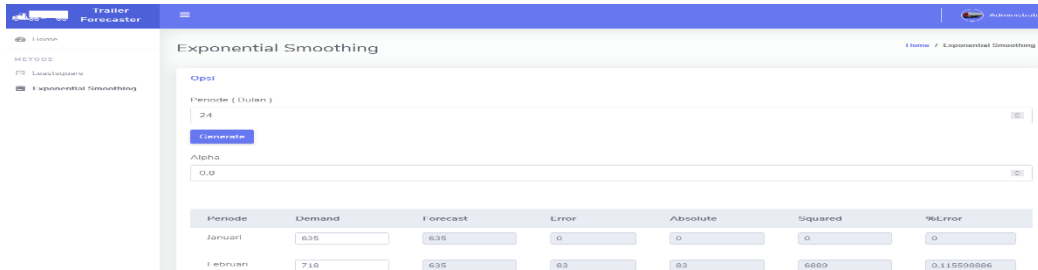 Trailer
Forecaster
Administrat
Home
Exponential Smoothing
Home / Exponential Smoothing
METODE
Leastsquare
Opsi
Exponential Smoothing
Periode ( Bulan )
24
Generate
Alpha
Periode Demand Forecast Error Absolute Squared %Error
Januari 635 635 0 0 0 0
Februari 718 635 83 83 6889 0.115598886